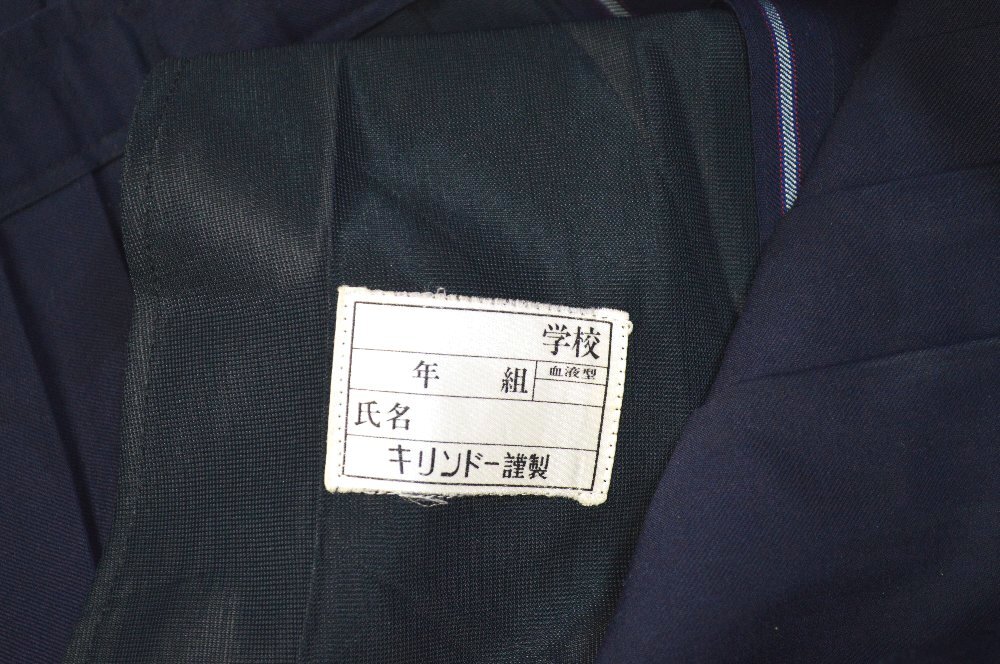 学校
年 組 血液型
氏名
キリンドー謹製